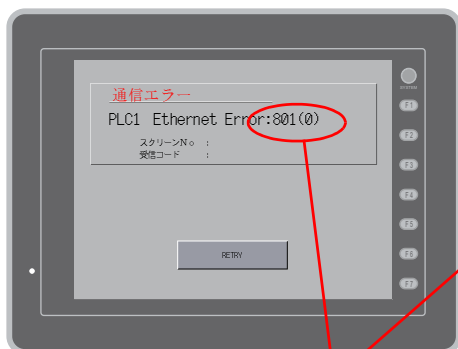 通信エラー
PLC1 Ethernet Error:801(0)
スクリーンNo :
受信コード :
RETRY
SYSTEM
F1
F2
F3
F4
F5
F6
F7